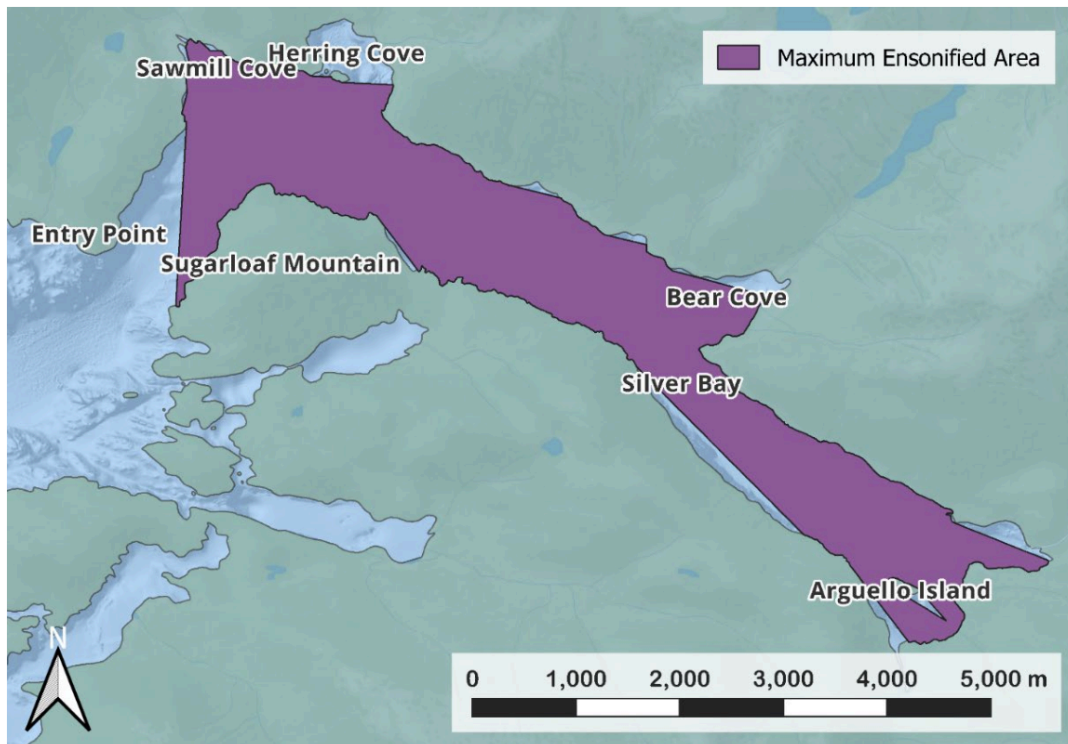 Herring Cove
Sawmill Cove
Maximum Ensonified Area
Entry Point
Sugarloaf Mountain
Bear Cove
Silver Bay
Arguello Island
N
0 1,000 2,000 3,000 4,000 5,000 m